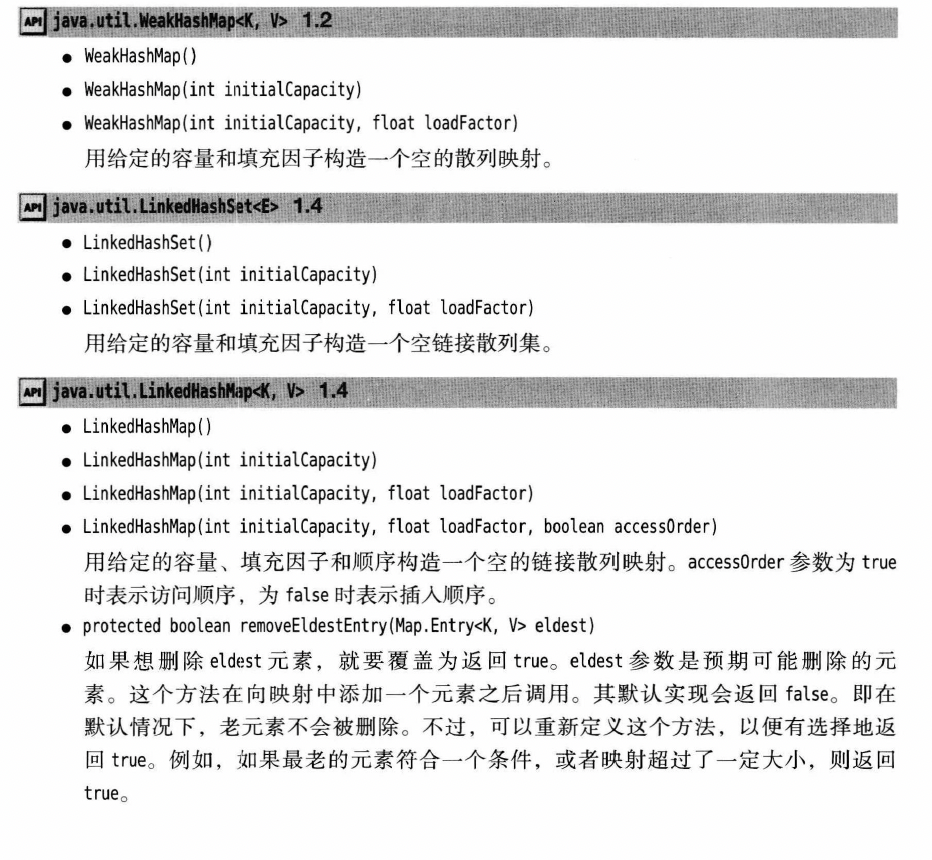 API java.util.WeakHashMap<K, V> 1.2
● WeakHashMap()
● WeakHashMap(int initialCapacity)
● WeakHashMap(int initialCapacity, float loadFactor)
用给定的容量和填充因子构造一个空的散列映射。
API java.util.LinkedHashSet<E> 1.4
● LinkedHashSet()
● LinkedHashSet(int initialCapacity)
● LinkedHashSet(int initialCapacity, float loadFactor)
用给定的容量和填充因子构造一个空链接散列集。
API java.util.LinkedHashMap<K, V> 1.4
● LinkedHashMap()
● LinkedHashMap(int initialCapacity)
● LinkedHashMap(int initialCapacity, float loadFactor)
● LinkedHashMap(int initialCapacity, float loadFactor, boolean accessOrder)
用给定的容量、填充因子和顺序构造一个空的链接散列映射。accessOrder 参数为 true
时表示访问顺序，为 false 时表示插入顺序。
● protected boolean removeEldestEntry(Map.Entry<K, V> eldest)
如果想删除 eldest 元素，就要覆盖为返回 true。eldest 参数是预期可能删除的元
素。这个方法在向映射中添加一个元素之后调用。其默认实现会返回 false。即在
默认情况下，老元素不会被删除。不过，可以重新定义这个方法，以便有选择地返
回 true。例如，如果最老的元素符合一个条件，或者映射超过了一定大小，则返回
true。